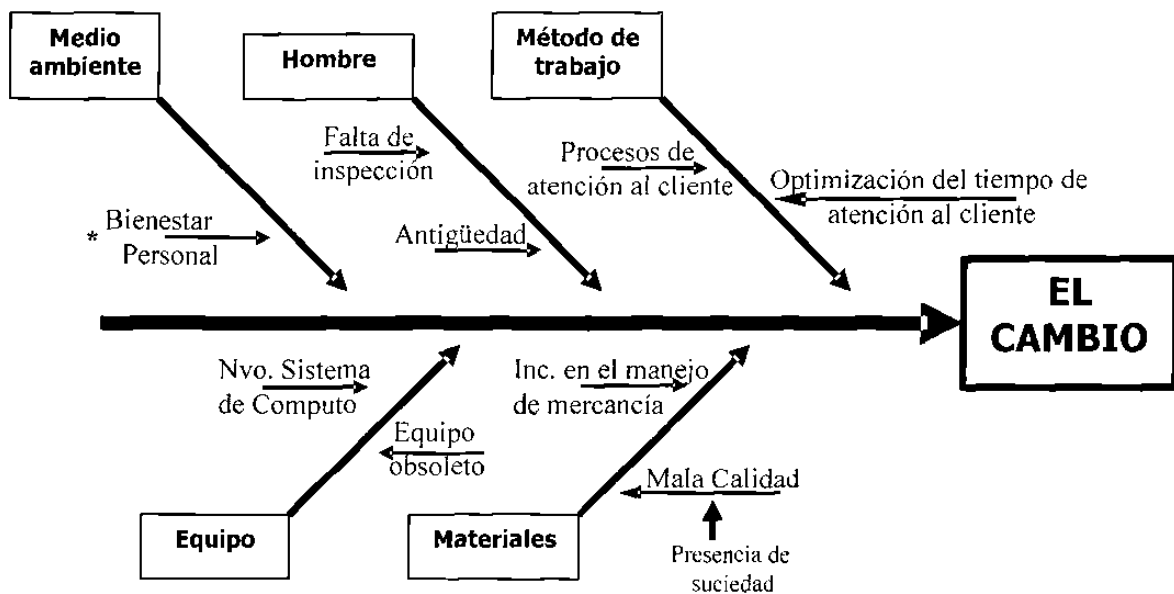 Medio
ambiente
Hombre
Método de
trabajo
Falta de
inspección
Procesos de
atención al cliente
Optimización del tiempo de
atención al cliente
* Bienestar
Personal
Antigüedad
EL
CAMBIO
Nvo. Sistema
de Computo
Inc. en el manejo
de mercancía
Equipo
obsoleto
Mala Calidad
Equipo
Materiales
Presencia de
suciedad